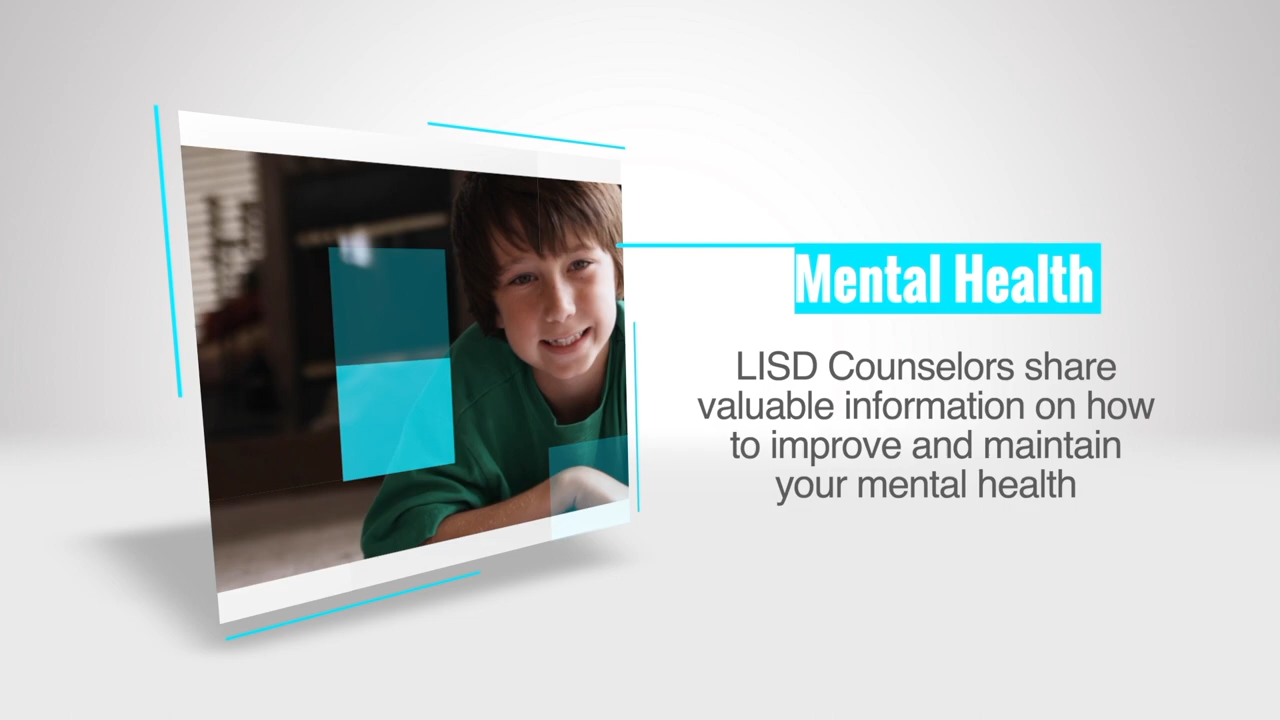 Mental Health
LISD Counselors share
valuable information on how
to improve and maintain
your mental health